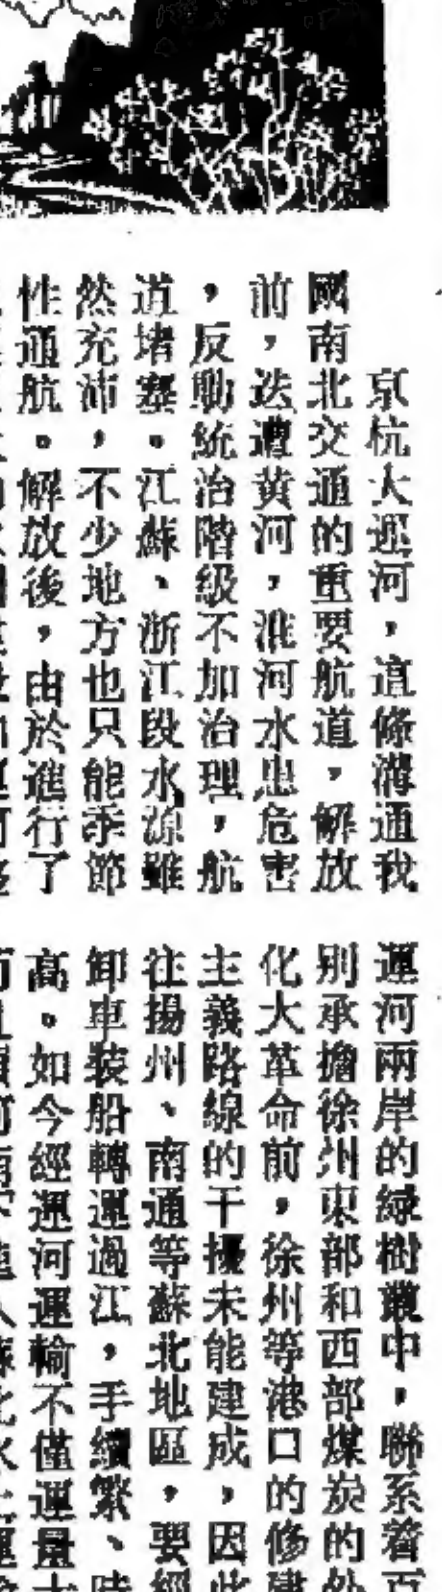 京杭大運河，這條溝通我
國南北交通的重要航道，解放
前，迭遭黄河，淮河水患危害
，反動統治階級不加治理，航
道堵塞。江蘇、浙江段水源雖
然充沛，不少地方也只能季節
性通航。解放後，由於進行了
運河兩岸的綠樹叢中，聯系着
別承擔徐州東部和西部煤炭的
化大革命前，徐州等港口的修建
主義路線的干擾未能建成，因此
往揚州、南通等蘇北地區，要經
卸車裝船轉運過江，手續繁、時
高。如今經運河運輸不僅運量大